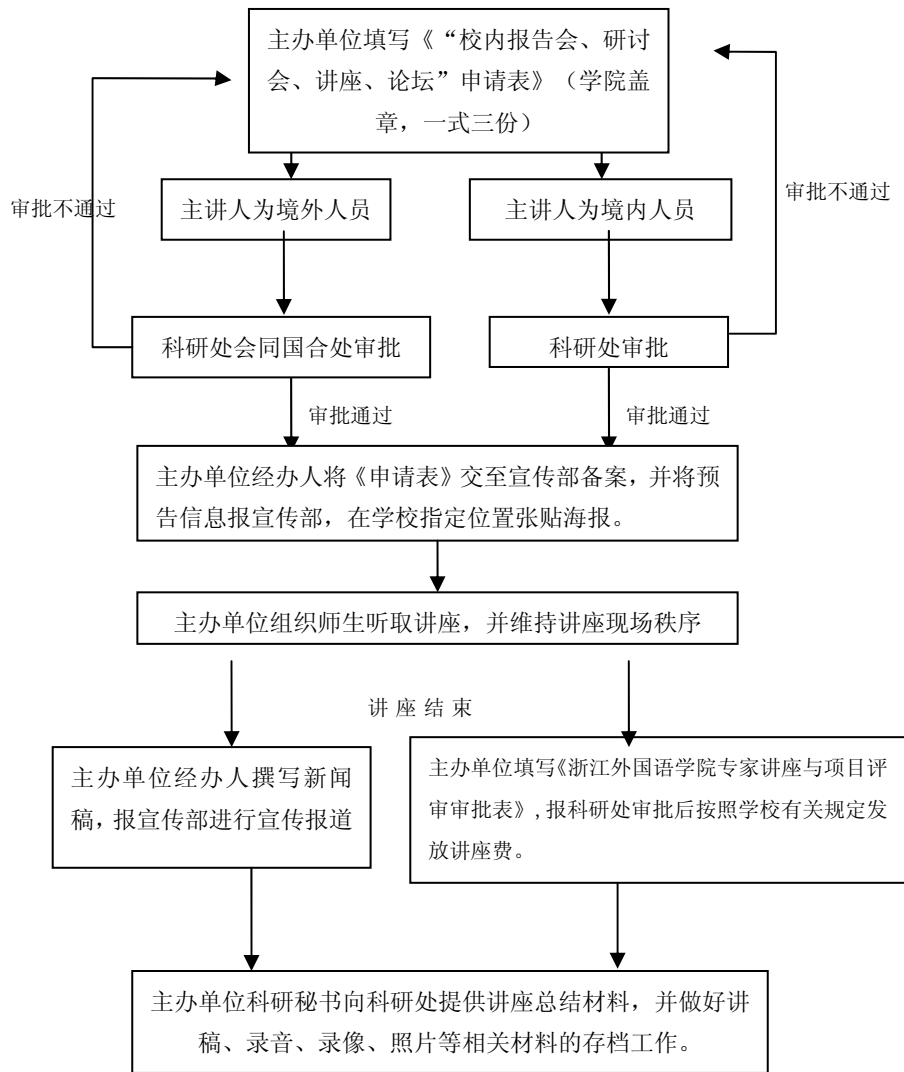 主办单位填写《“校内报告会、研讨
会、讲座、论坛”申请表》（学院盖
章，一式三份）
审批不通过
主讲人为境外人员
主讲人为境内人员
审批不通过
科研处会同国合处审批
科研处审批
审批通过
审批通过
主办单位经办人将《申请表》交至宣传部备案，并将预
告信息报宣传部，在学校指定位置张贴海报。
主办单位组织师生听取讲座，并维持讲座现场秩序
讲 座 结 束
主办单位经办人撰写新闻
稿，报宣传部进行宣传报道
主办单位填写《浙江外国语学院专家讲座与项目评
审审批表》,报科研处审批后按照学校有关规定发
放讲座费。
主办单位科研秘书向科研处提供讲座总结材料，并做好讲
稿、录音、录像、照片等相关材料的存档工作。